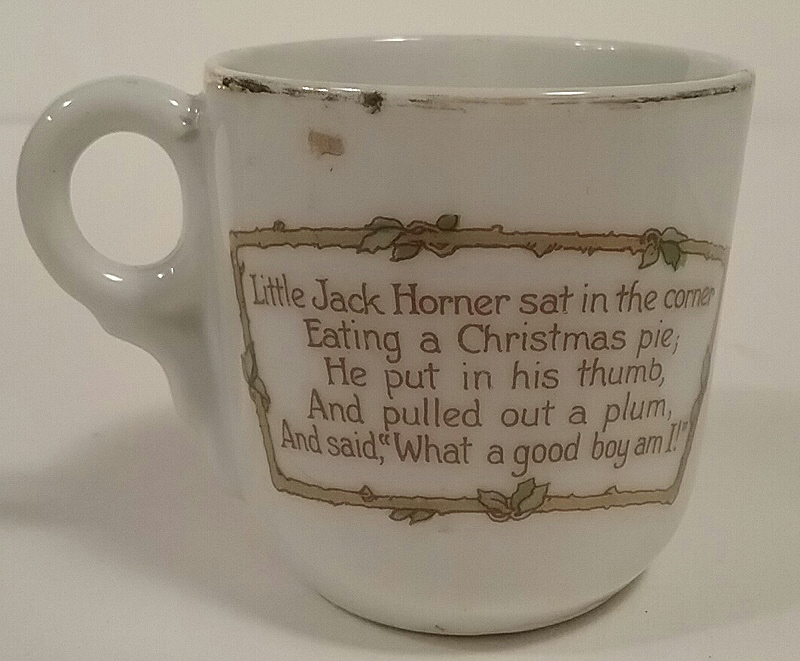 Little Jack Horner sat in the corner
Eating a Christmas pie;
He put in his thumb,
And pulled out a plum,
And said,“What a good boy am I!”